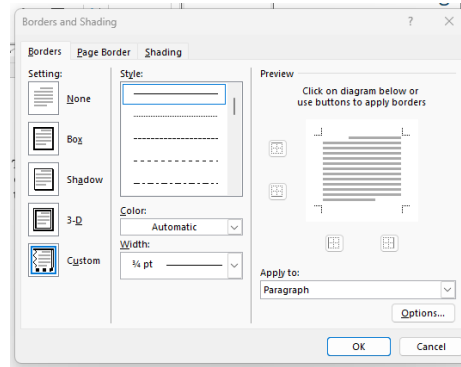 Borders and Shading
?
Borders
Page Border
Shading
Setting:
None
Box
Shadow
3-D
Custom
Style:
Color:
Automatic
Width:
¾ pt
Preview
Click on diagram below or
use buttons to apply borders
Apply to:
Paragraph
Options...
OK
Cancel